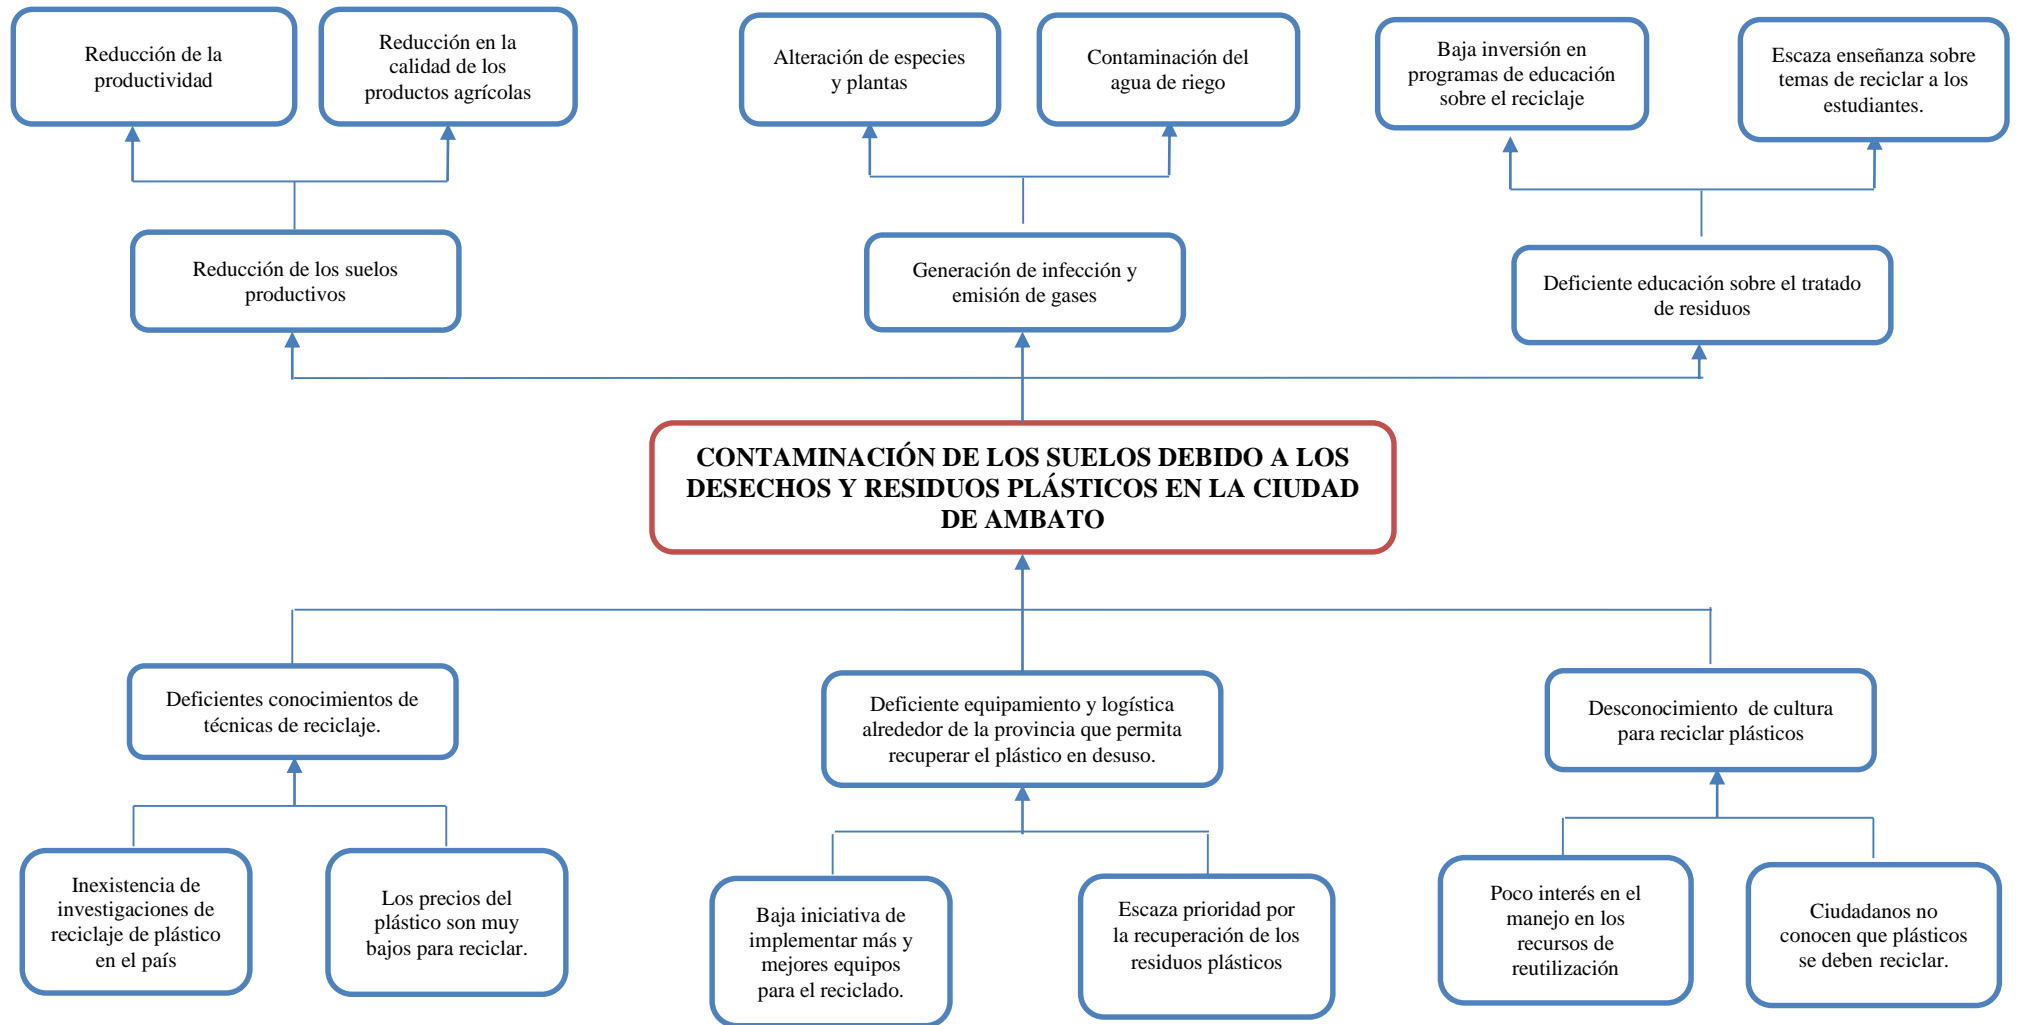 Reducción de la
productividad
Reducción en la
calidad de los
productos agrícolas
Alteración de especies
y plantas
Contaminación del
agua de riego
Baja inversión en
programas de educación
sobre el reciclaje
Escaza enseñanza sobre
temas de reciclar a los
estudiantes.
Reducción de los suelos
productivos
Generación de infección y
emisión de gases
Deficiente educación sobre el tratado
de residuos
CONTAMINACIÓN DE LOS SUELOS DEBIDO A LOS
DESECHOS Y RESIDUOS PLÁSTICOS EN LA CIUDAD
DE AMBATO
Deficientes conocimientos de
técnicas de reciclaje.
Deficiente equipamiento y logística
alrededor de la provincia que permita
recuperar el plástico en desuso.
Desconocimiento de cultura
para reciclar plásticos
Inexistencia de
investigaciones de
reciclaje de plástico
en el país
Los precios del
plástico son muy
bajos para reciclar.
Baja iniciativa de
implementar más y
mejores equipos
para el reciclado.
Escaza prioridad por
la recuperación de los
residuos plásticos
Poco interés en el
manejo en los
recursos de
reutilización
Ciudadanos no
conocen que plásticos
se deben reciclar.